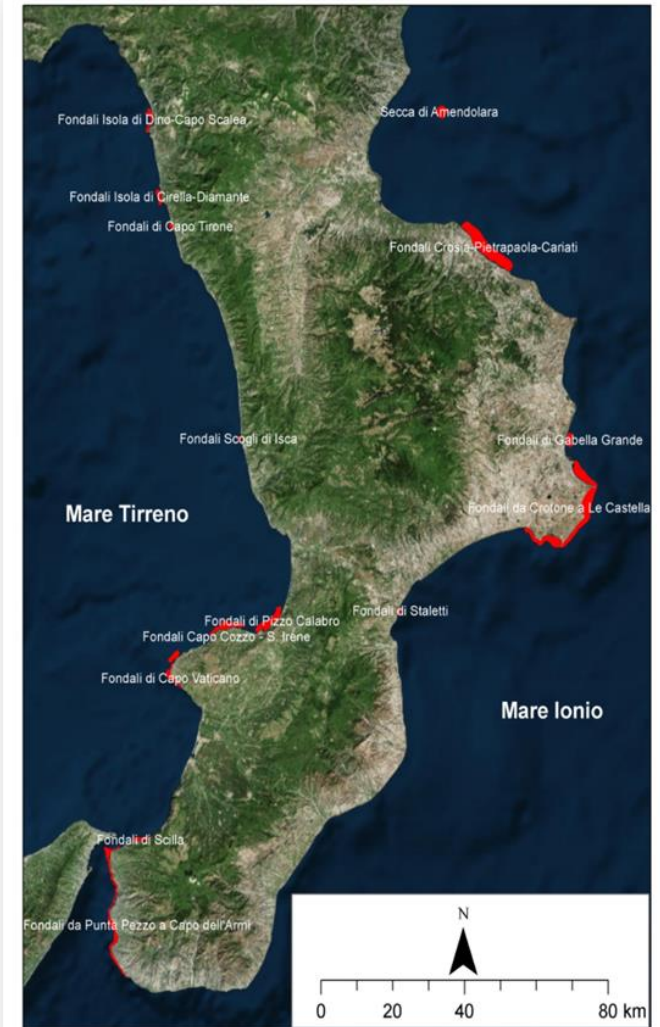 Fondali Isola di Dino-Capo Scalea
Secca di Amendolara
Fondali Isola di Cirella-Diamante
Fondali di Capo Tirone
Fondali Crosia-Pietrapaola-Cariati
Fondali Scogli di Isca
Fondali di Gabella Grande
Mare Tirreno
Fondali da Crotone a Le Castella
Fondali di Pizzo Calabro
Fondali di Stalettì
Fondali Capo Cozzo - S. Irene
Fondali di Capo Vaticano
Mare Ionio
Fondali di Scilla
Fondali da Punta Pezzo a Capo dell'Armi
N
0 20 40 80 km